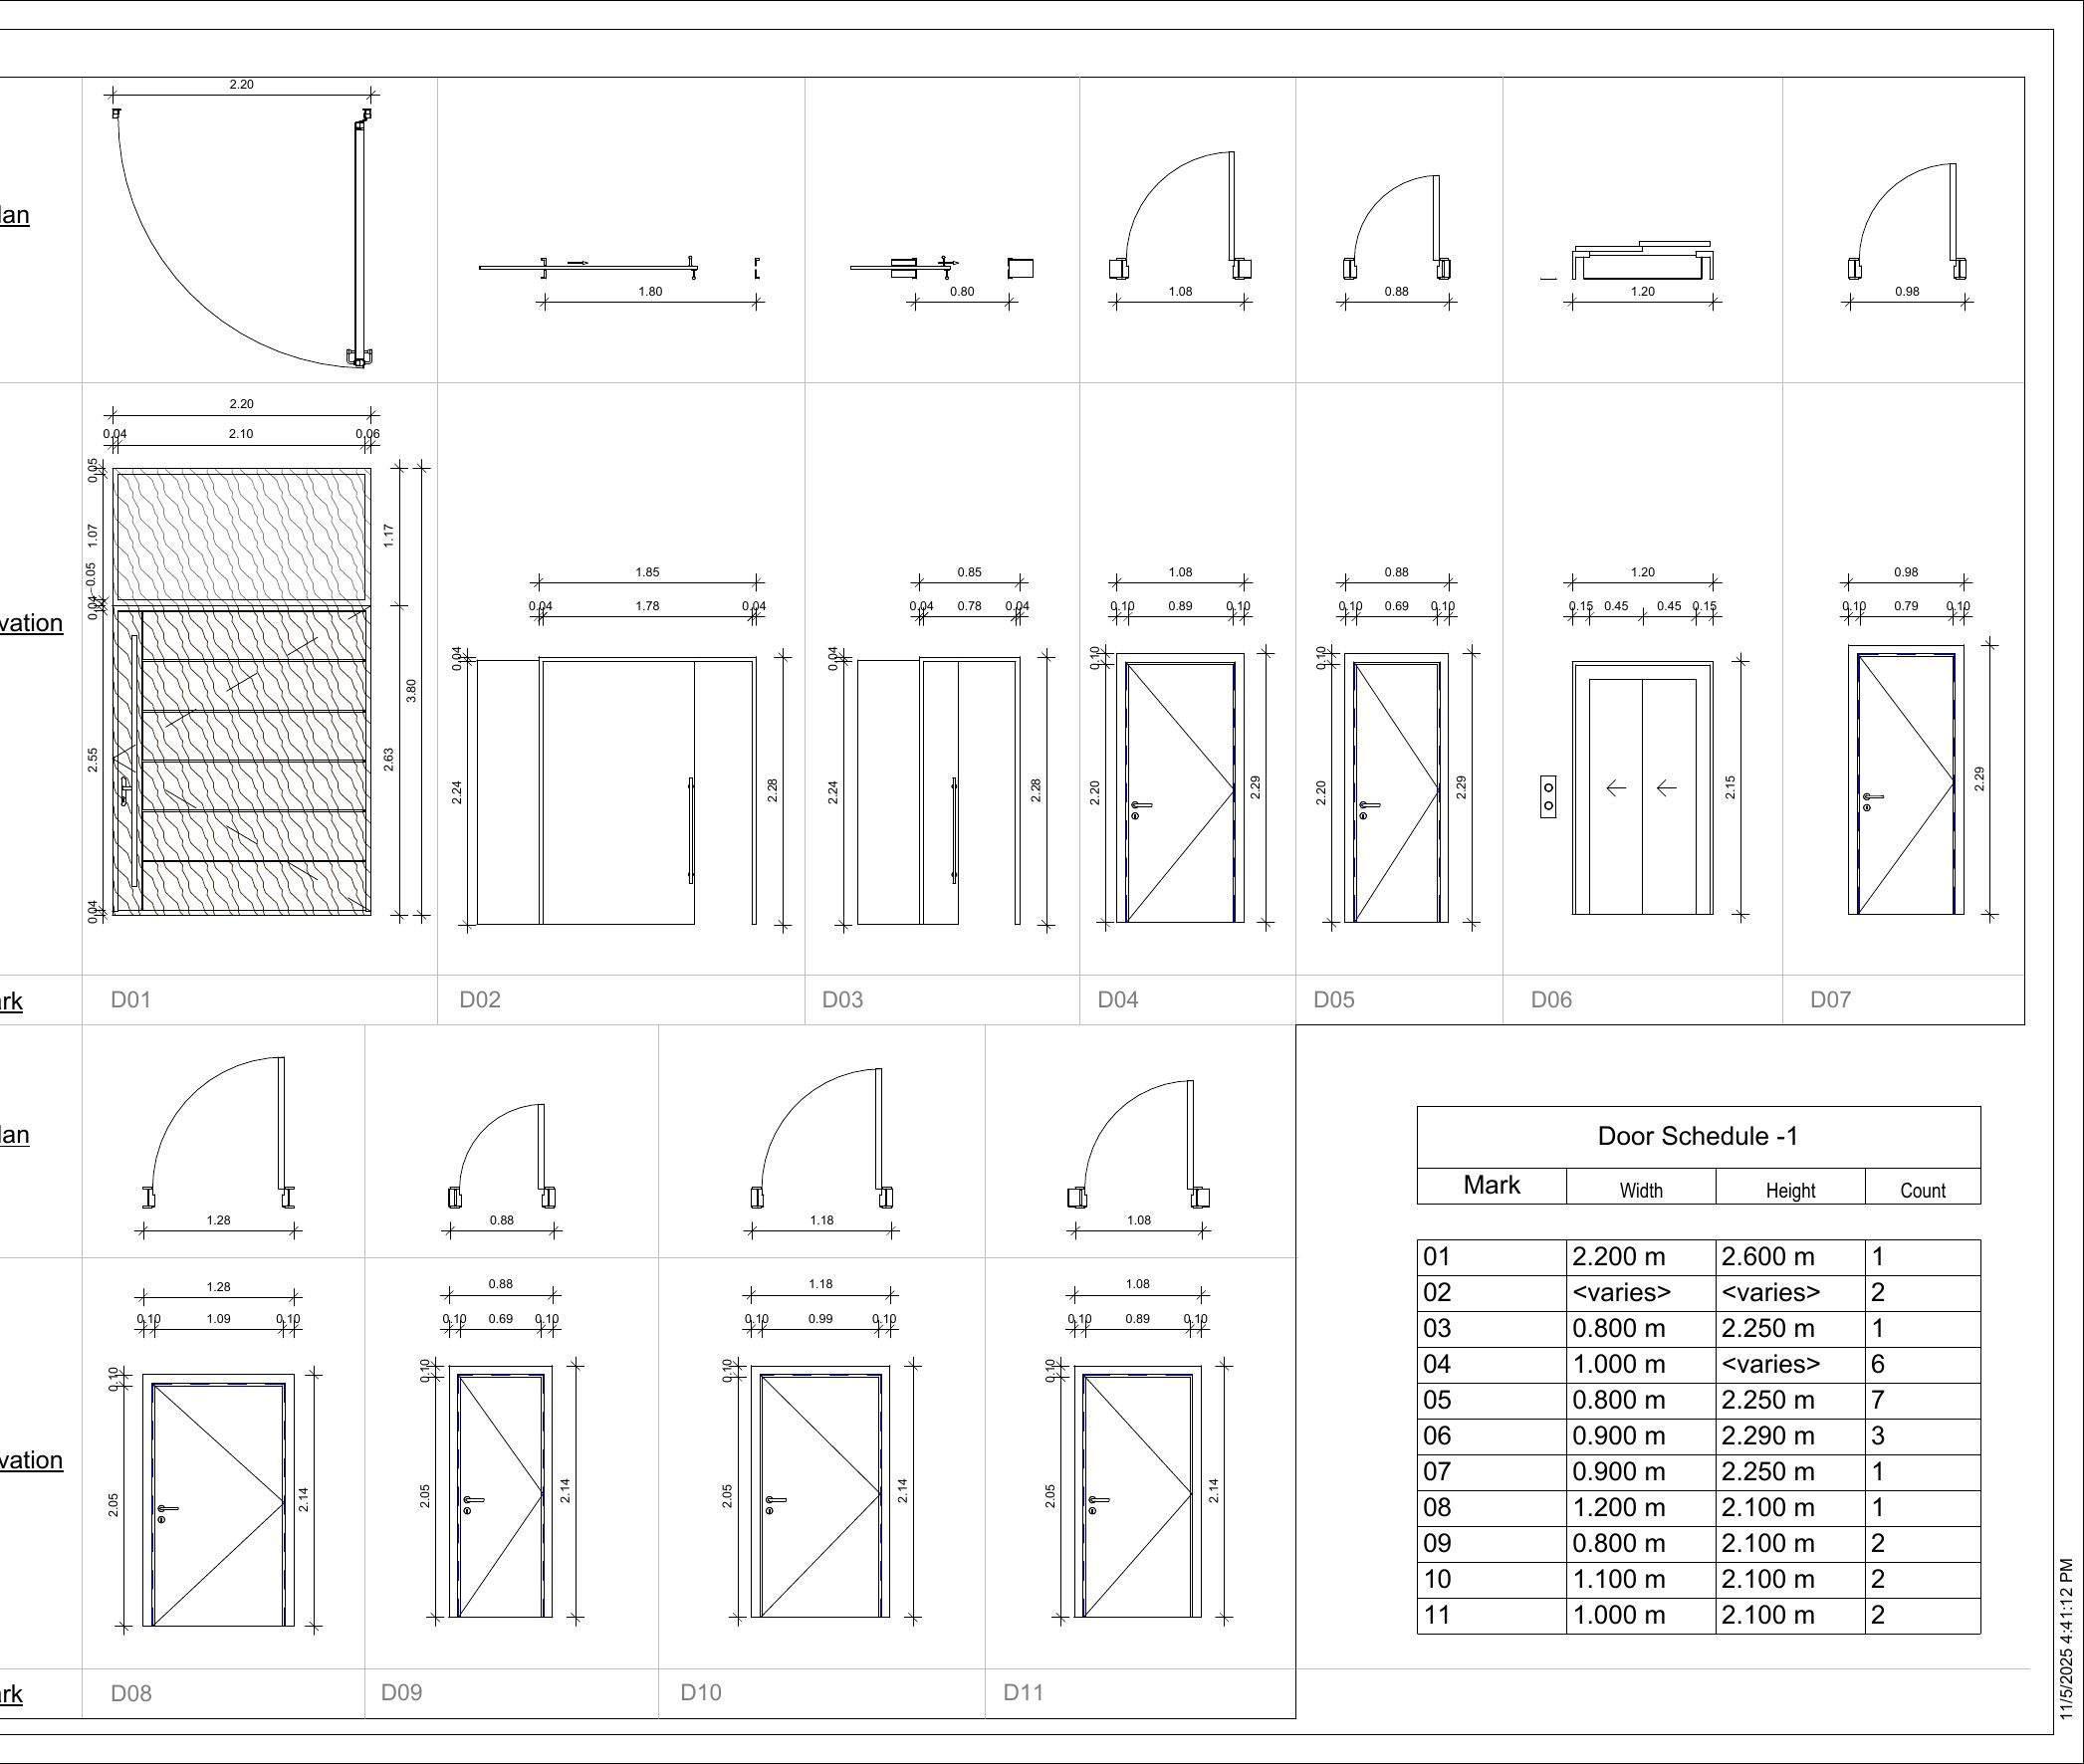 lan
2.20
1.80
0.80
1.08
0.88
1.20
0.98
vation
2.20
0.04 2.10 0.06
0.05
1.07
0.05
0.04
2.55
0.04
1.17
2.63
3.80
1.85
0.04 1.78 0.04
0.04
2.24
2.28
0.85
0.04 0.78 0.04
0.04
2.24
2.28
1.08
0.10 0.89 0.10
0.10
2.20
2.29
0.88
0.10 0.69 0.10
0.10
2.20
2.29
1.20
0.15 0.45 0.45 0.15
2.15
0.98
0.10 0.79 0.10
2.29
ark
D01 D02 D03 D04 D05 D06 D07
lan
1.28
0.88
1.18
1.08
vation
1.28
0.10 1.09 0.10
0.10
2.05
2.14
0.88
0.10 0.69 0.10
0.10
2.05
2.14
1.18
0.10 0.99 0.10
0.10
2.05
2.14
1.08
0.10 0.89 0.10
0.10
2.05
2.14
ark
D08 D09 D10 D11
Door Schedule -1
Mark Width Height Count
01 2.200 m 2.600 m 1
02 <varies> <varies> 2
03 0.800 m 2.250 m 1
04 1.000 m <varies> 6
05 0.800 m 2.250 m 7
06 0.900 m 2.290 m 3
07 0.900 m 2.250 m 1
08 1.200 m 2.100 m 1
09 0.800 m 2.100 m 2
10 1.100 m 2.100 m 2
11 1.000 m 2.100 m 2
11/5/2025 4:41:12 PM